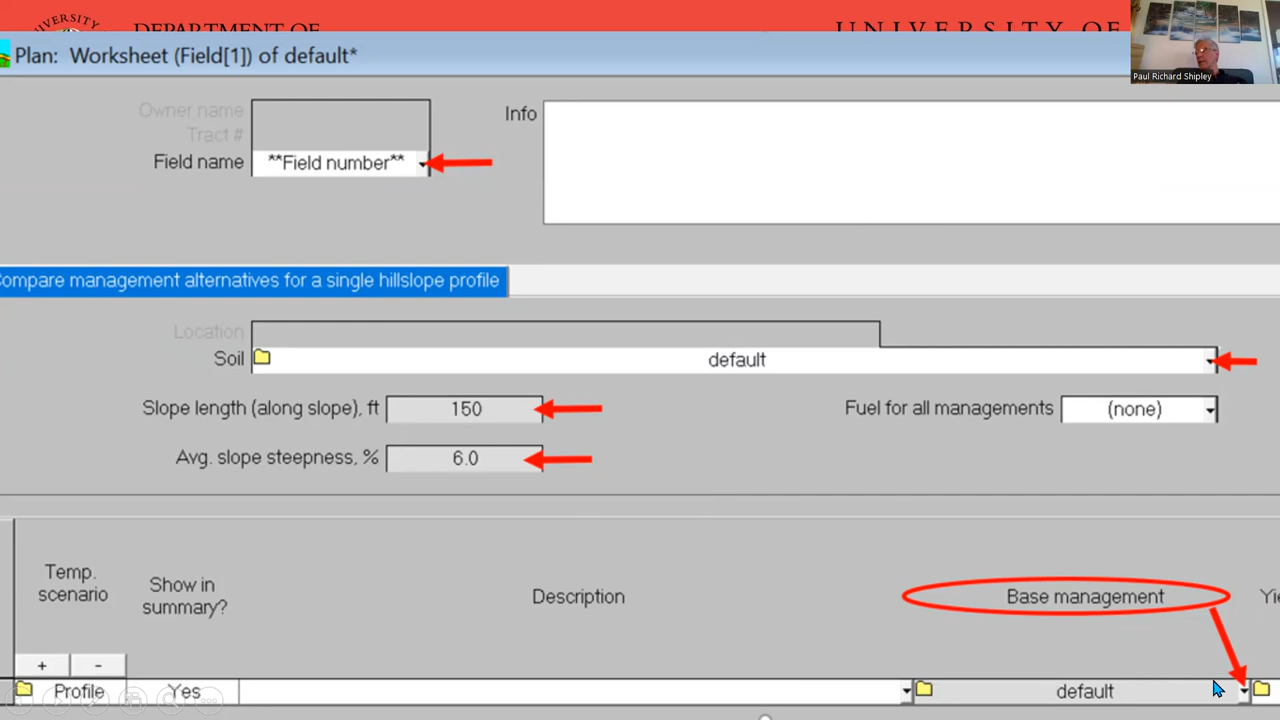 UNIVERSITY
DEPARTMENT OF
UNIVERSITY OF
Plan: Worksheet (Field[1]) of default*
Paul Richard Shipley
Owner name
Info
Tract #
Field name
**Field number**
ompare management alternatives for a single hillslope profile
Location
Soil
default
Slope length (along slope), ft
150
Fuel for all managements
(none)
Avg. slope steepness, %
6.0
Temp.
scenario
Show in
summary?
Description
Base management
Yie
+
-
Profile
Yes
default